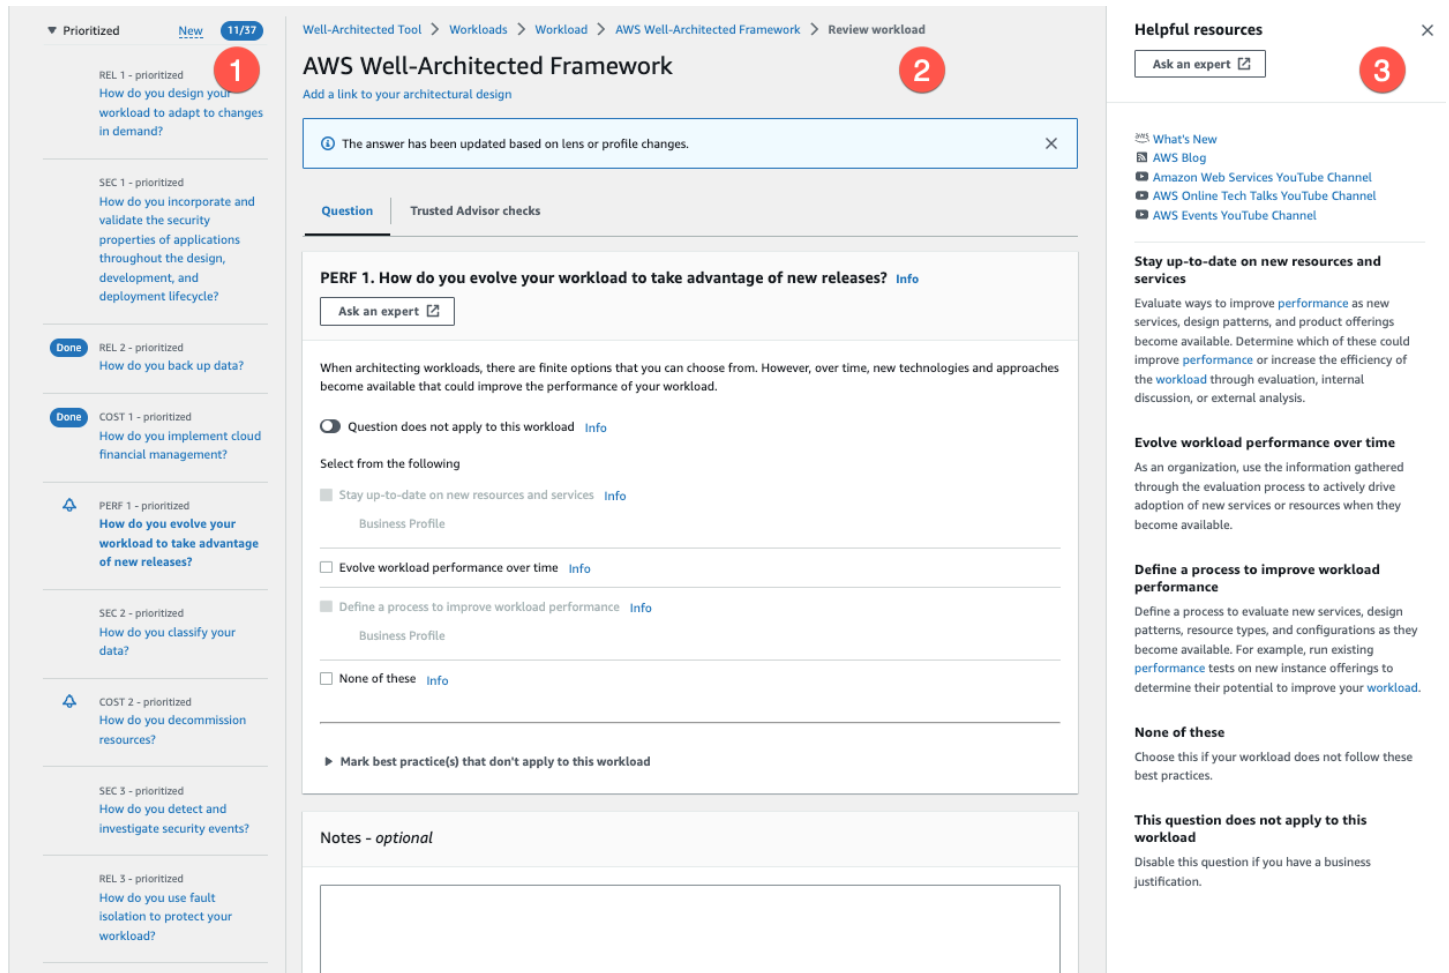 Prioritized New 11/37
1
REL 1 - prioritized
How do you design your
workload to adapt to changes
in demand?
SEC 1 - prioritized
How do you incorporate and
validate the security
properties of applications
throughout the design,
development, and
deployment lifecycle?
Done REL 2 - prioritized
How do you back up data?
Done COST 1 - prioritized
How do you implement cloud
financial management?
PERF 1 - prioritized
How do you evolve your
workload to take advantage
of new releases?
SEC 2 - prioritized
How do you classify your
data?
COST 2 - prioritized
How do you decommission
resources?
SEC 3 - prioritized
How do you detect and
investigate security events?
REL 3 - prioritized
How do you use fault
isolation to protect your
workload?
Well-Architected Tool > Workloads > Workload > AWS Well-Architected Framework > Review workload
AWS Well-Architected Framework
2
Add a link to your architectural design
The answer has been updated based on lens or profile changes.
Question Trusted Advisor checks
PERF 1. How do you evolve your workload to take advantage of new releases? Info
Ask an expert
When architecting workloads, there are finite options that you can choose from. However, over time, new technologies and approaches
become available that could improve the performance of your workload.
Question does not apply to this workload Info
Select from the following
Stay up-to-date on new resources and services Info
Business Profile
Evolve workload performance over time Info
Define a process to improve workload performance Info
Business Profile
None of these Info
Mark best practice(s) that don't apply to this workload
Notes - optional
Helpful resources
Ask an expert
3
aws What's New
AWS Blog
Amazon Web Services YouTube Channel
AWS Online Tech Talks YouTube Channel
AWS Events YouTube Channel
Stay up-to-date on new resources and
services
Evaluate ways to improve performance as new
services, design patterns, and product offerings
become available. Determine which of these could
improve performance or increase the efficiency of
the workload through evaluation, internal
discussion, or external analysis.
Evolve workload performance over time
As an organization, use the information gathered
through the evaluation process to actively drive
adoption of new services or resources when they
become available.
Define a process to improve workload
performance
Define a process to evaluate new services, design
patterns, resource types, and configurations as they
become available. For example, run existing
performance tests on new instance offerings to
determine their potential to improve your workload.
None of these
Choose this if your workload does not follow these
best practices.
This question does not apply to this
workload
Disable this question if you have a business
justification.